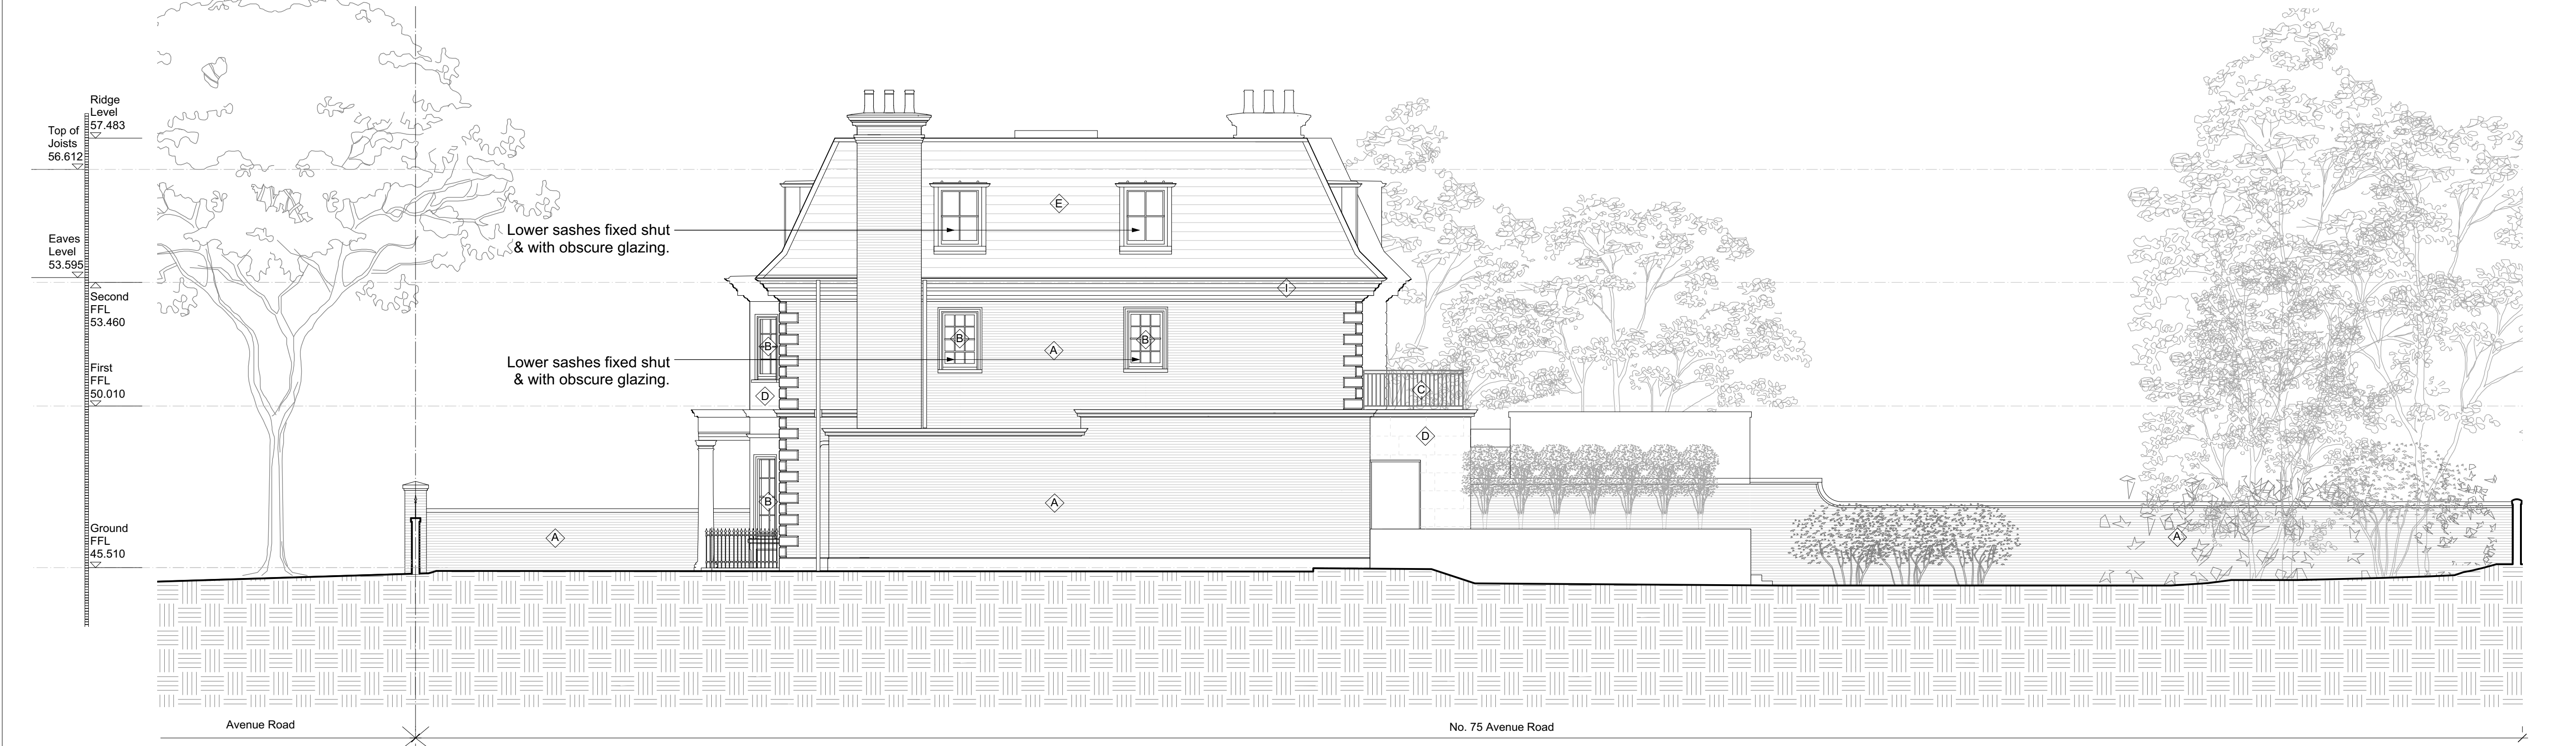 Ridge
Level
57.483
Top of
Joists
56.612
Eaves
Level
53.595
Second
FFL
53.460
First
FFL
50.010
Ground
FFL
45.510
Lower sashes fixed shut
& with obscure glazing.
Lower sashes fixed shut
& with obscure glazing.
E
I
B
B
B
A
D
C
D
B
A
A
A
Avenue Road
No. 75 Avenue Road